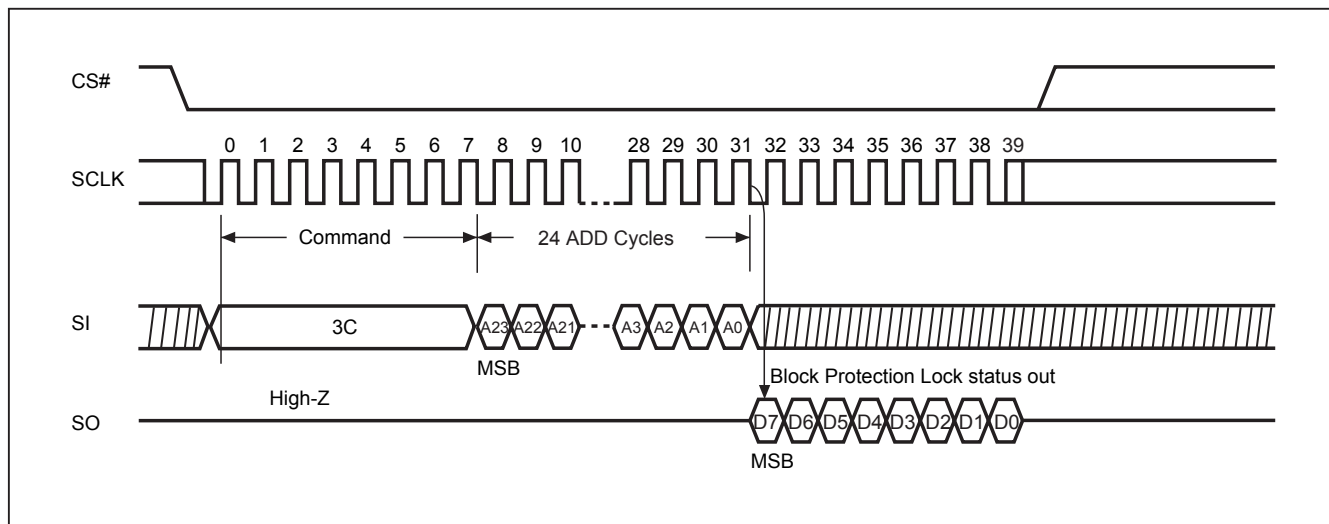 CS#
0 1 2 3 4 5 6 7 8 9 10 28 29 30 31 32 33 34 35 36 37 38 39
SCLK
Command 24 ADD Cycles
SI 3C A23 A22 A21 A3 A2 A1 A0
MSB
Block Protection Lock status out
High-Z
SO D7 D6 D5 D4 D3 D2 D1 D0
MSB